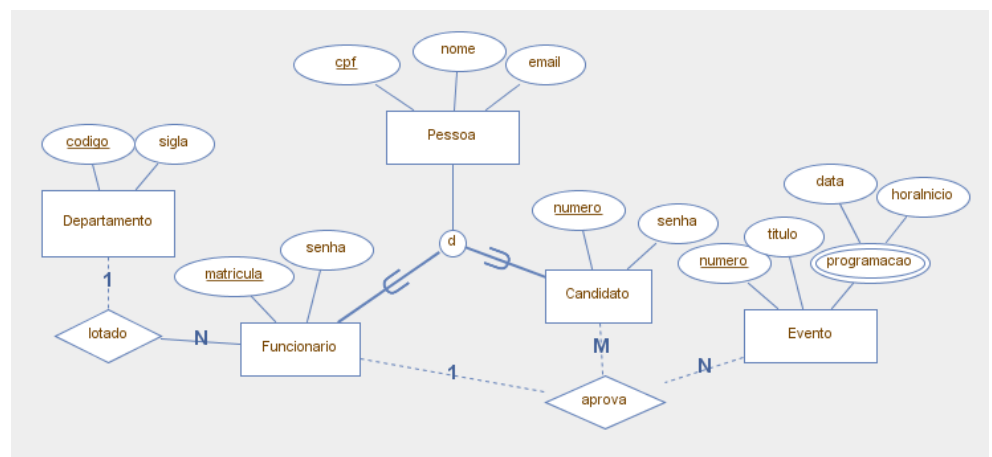 nome
cpf
email
Pessoa
codigo
sigla
Departamento
data
horaInicio
numero
senha
titulo
d
senha
matricula
numero
programacao
1
Candidato
Evento
lotado
N
Funcionario
M
1
N
aprova